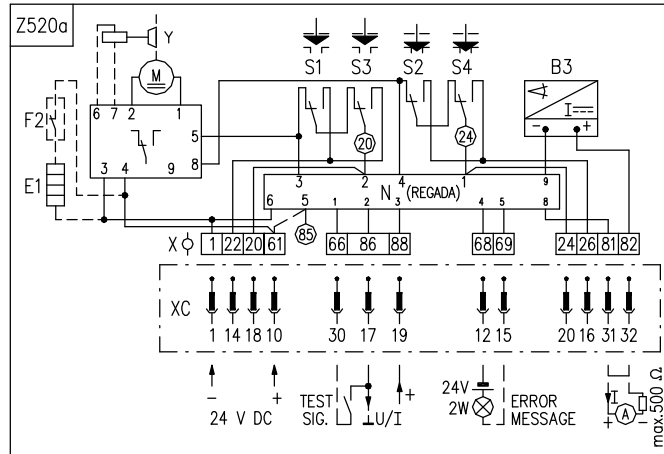 Z520a
Y
S1 S3 S2 S4 B3
M
6 7 2 1
F2
I
- +
5
20
24
8
E1
3 4 9
3 2 4 1 9
N (REGADA)
6 5 1 2 3 4 5 8
85
X 1 22 20 61 66 86 88 68 69 24 26 81 82
XC
1 14 18 10 30 17 19 12 15 20 16 31 32
- +
24 V DC
TEST
SIG.
U/I
+
24V
2W
ERROR
MESSAGE
I
A
+ -
max.500 Ω